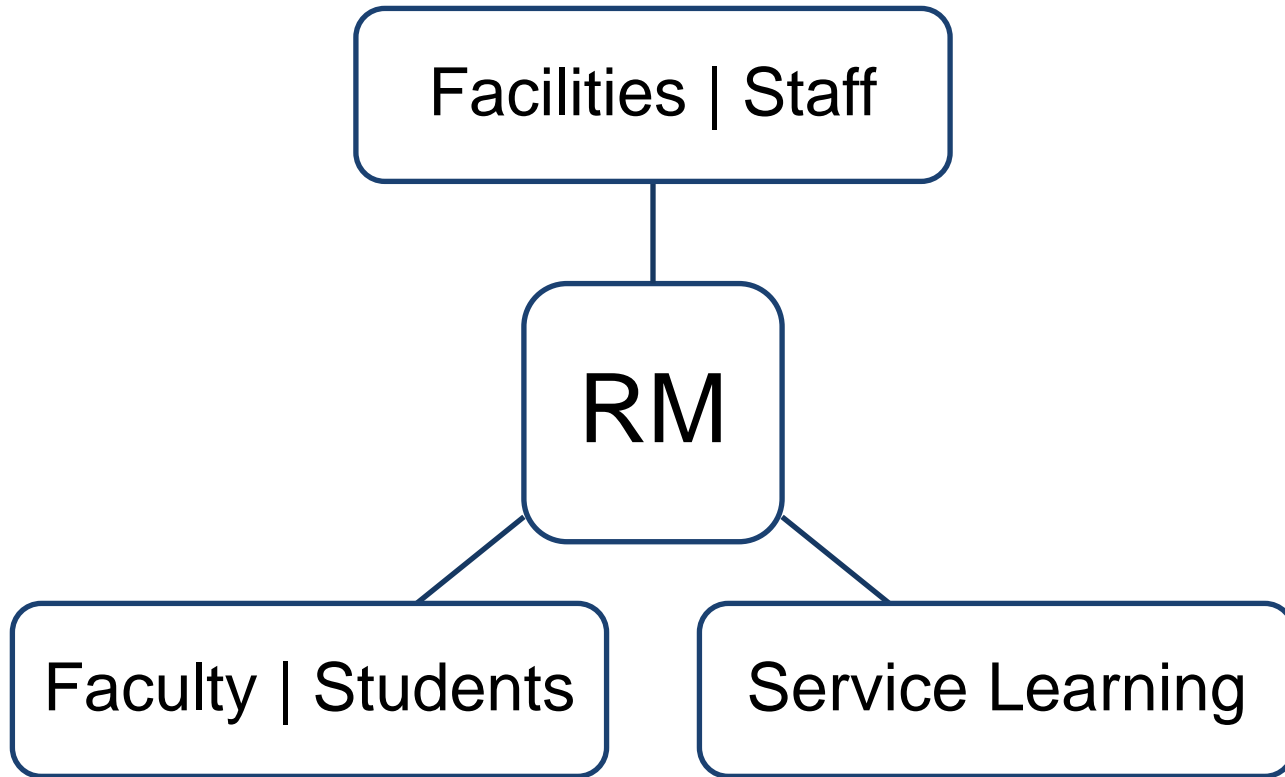 Facilities | Staff
RM
Faculty | Students
Service Learning